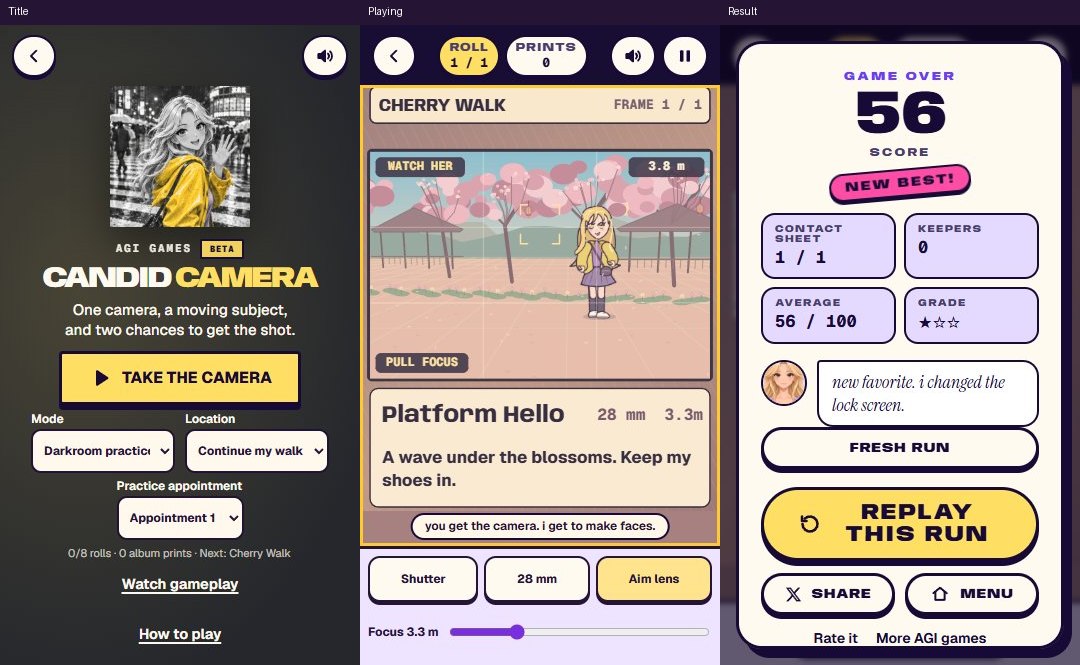 Title
AGI GAMES BETA
CANDID CAMERA
One camera, a moving subject,
and two chances to get the shot.
TAKE THE CAMERA
Mode Location
Darkroom practice Continue my walk
Practice appointment
Appointment 1
0/8 rolls · 0 album prints · Next: Cherry Walk
Watch gameplay
How to play
Playing
ROLL
1 / 1
PRINTS
0
CHERRY WALK FRAME 1 / 1
WATCH HER 3.8 m
PULL FOCUS
Platform Hello 28 mm 3.3m
A wave under the blossoms. Keep my
shoes in.
you get the camera. i get to make faces.
Shutter 28 mm Aim lens
Focus 3.3 m
Result
GAME OVER
56
SCORE
NEW BEST!
CONTACT
SHEET
1 / 1
KEEPERS
0
AVERAGE
56 / 100
GRADE
★☆☆
new favorite. i changed the
lock screen.
FRESH RUN
REPLAY
THIS RUN
SHARE MENU
Rate it More AGI games